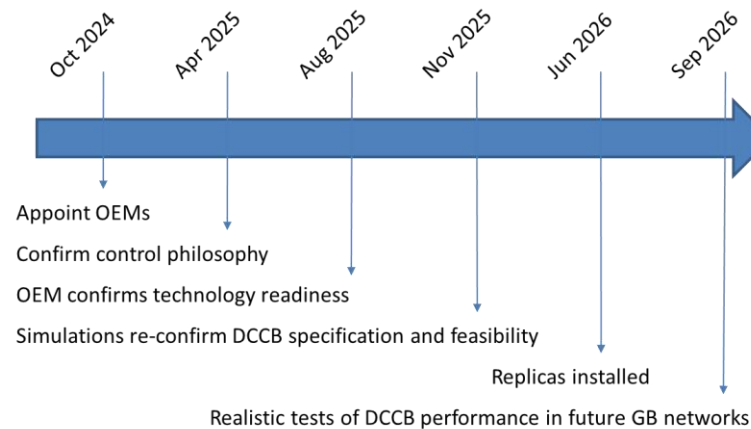 Oct 2024
Apr 2025
Aug 2025
Nov 2025
Jun 2026
Sep 2026
Appoint OEMs
Confirm control philosophy
OEM confirms technology readiness
Simulations re-confirm DCCB specification and feasibility
Replicas installed
Realistic tests of DCCB performance in future GB networks